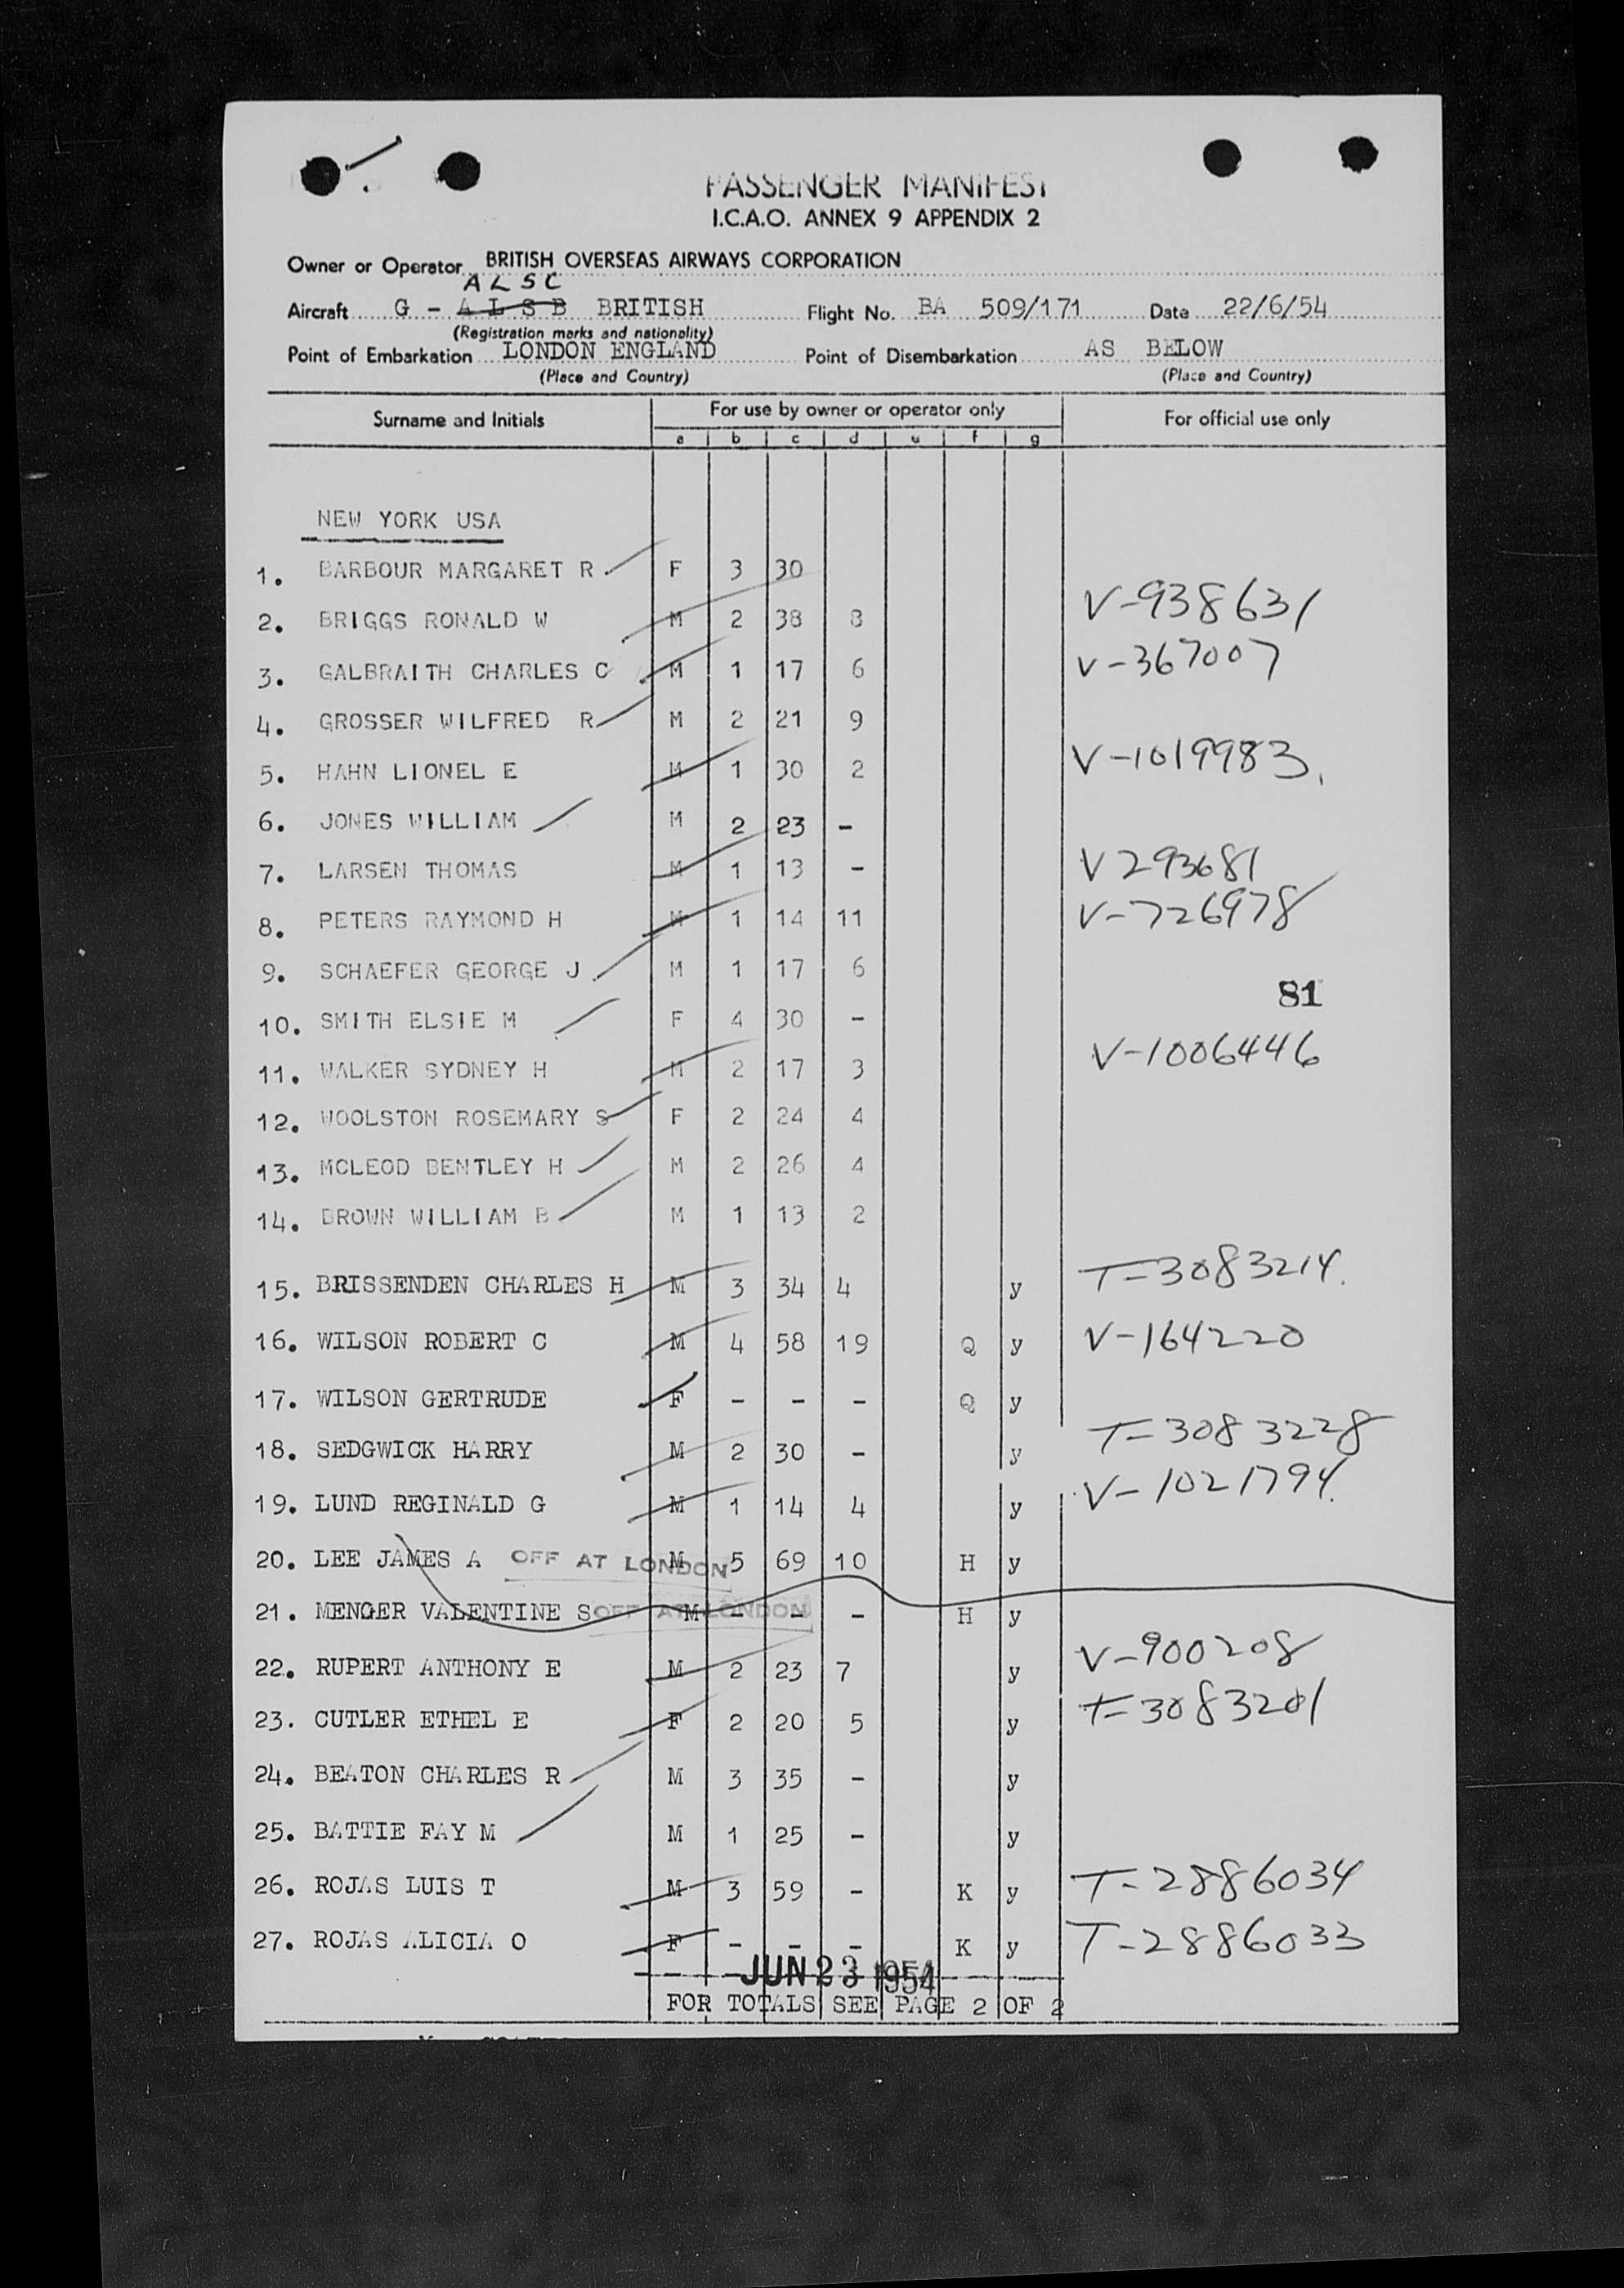 PASSENGER MANIFEST
I.C.A.O. ANNEX 9 APPENDIX 2
Owner or Operator BRITISH OVERSEAS AIRWAYS CORPORATION
A L S C
Aircraft G - A L S B BRITISH Flight No. BA 509/171 Date 22/6/54
(Registration marks and nationality)
Point of Embarkation LONDON ENGLAND Point of Disembarkation AS BELOW
(Place and Country) (Place and Country)
Surname and Initials For use by owner or operator only For official use only
a b c d e f g
NEW YORK USA
1. BARBOUR MARGARET R F 3 30
2. BRIGGS RONALD W M 2 38 8 V-938631
3. GALBRAITH CHARLES C M 1 17 6 V-367007
4. GROSSER WILFRED R M 2 21 9
5. HAHN LIONEL E M 1 30 2 V-1019983.
6. JONES WILLIAM M 2 23 -
7. LARSEN THOMAS M 1 13 - V293681
8. PETERS RAYMOND H M 1 14 11 V-726978
9. SCHAEFER GEORGE J M 1 17 6
81
10. SMITH ELSIE M F 4 30 -
11. WALKER SYDNEY H M 2 17 3 V-1006446
12. WOOLSTON ROSEMARY S F 2 24 4
13. MCLEOD BENTLEY H M 2 26 4
14. BROWN WILLIAM B M 1 13 2
15. BRISSENDEN CHARLES H M 3 34 4 y T-3083214.
16. WILSON ROBERT C M 4 58 19 Q y V-164220
17. WILSON GERTRUDE F - - - Q y
18. SEDGWICK HARRY M 2 30 - y T-3083228
19. LUND REGINALD G M 1 14 4 y V-1021794.
20. LEE JAMES A OFF AT LONDON M 5 69 10 H y
21. MENGER VALENTINE S OFF AT LONDON M - - - H y
22. RUPERT ANTHONY E M 2 23 7 y V-900208
23. CUTLER ETHEL E F 2 20 5 y T-3083201
24. BEATON CHARLES R M 3 35 - y
25. BATTIE FAY M M 1 25 - y
26. ROJAS LUIS T M 3 59 - K y T-2886034
27. ROJAS ALICIA O F - - - K y T-2886033
JUN 23 1954
FOR TOTALS SEE PAGE 2 OF 2